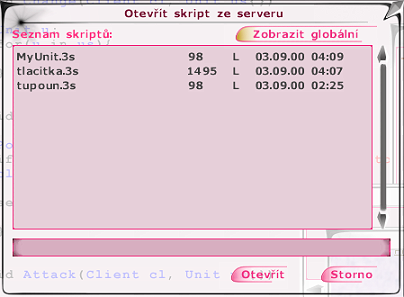 Otevřít skript ze serveru
Seznam skriptů:
Zobrazit globální
MyUnit.3s 98 L 03.09.00 04:09
tlacitka.3s 1495 L 03.09.00 04:07
tupoun.3s 98 L 03.09.00 02:25
Attack(Client cl, Unit
Otevřít
Storno